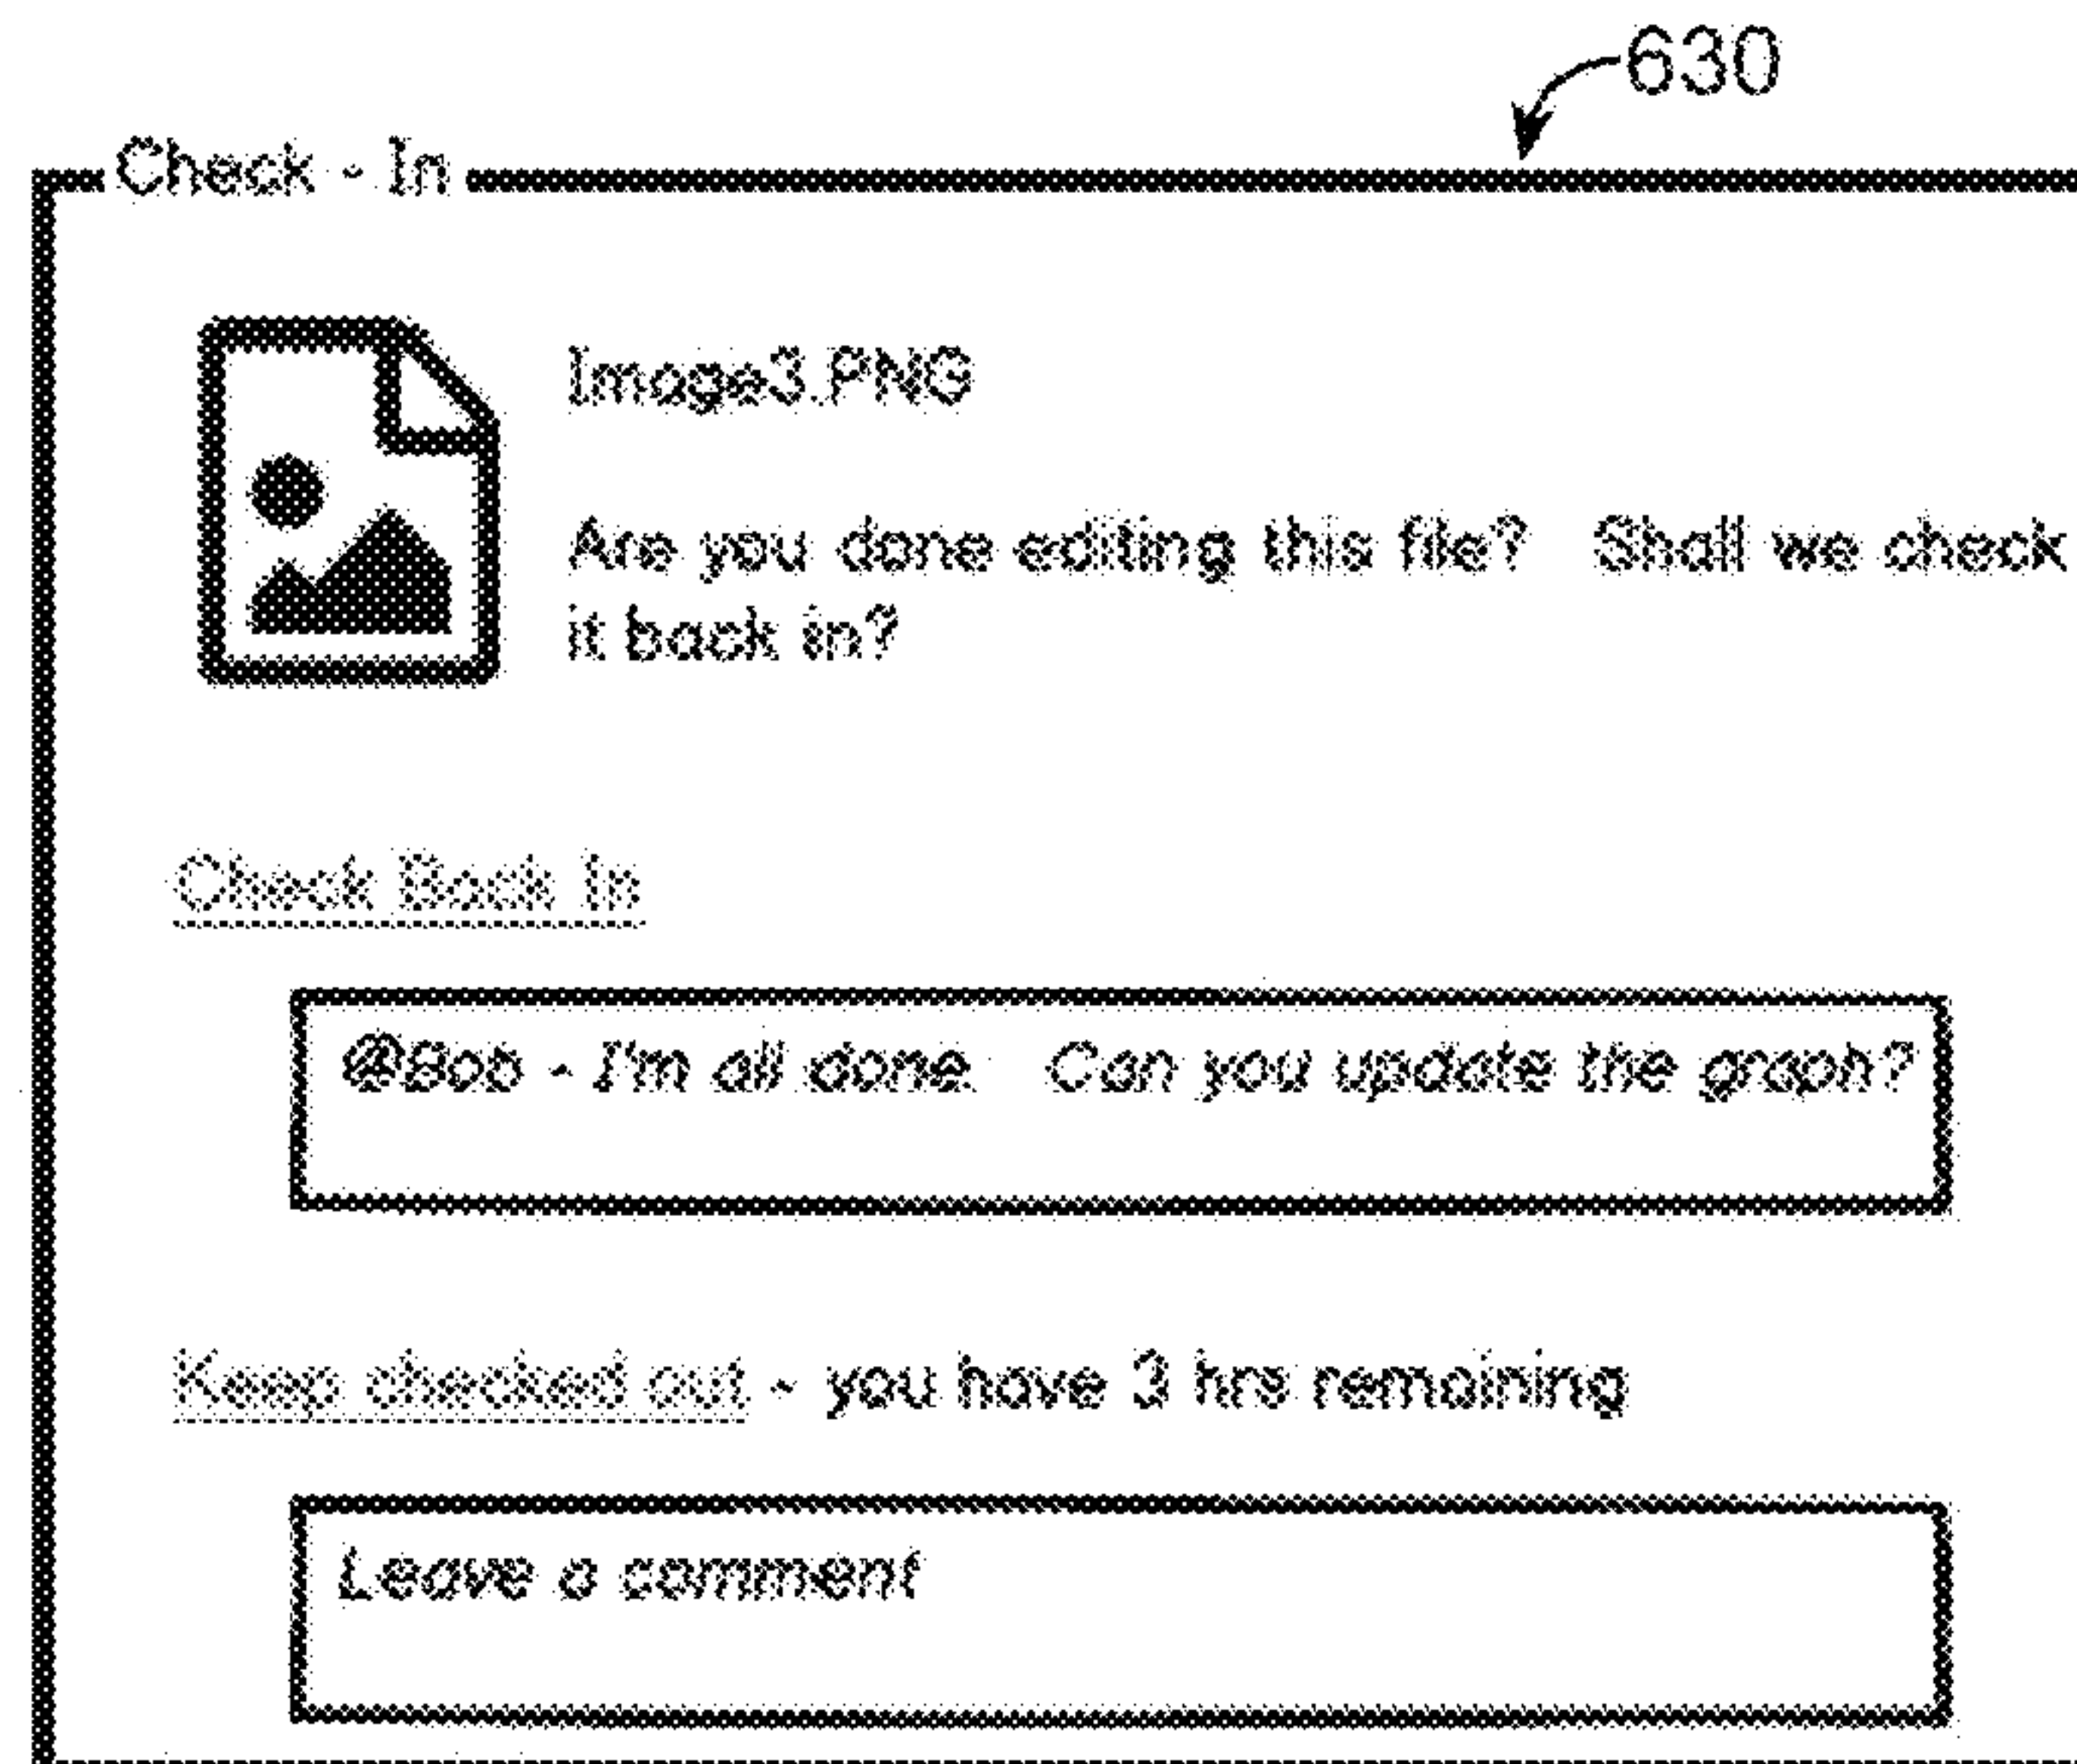 630
Check - In
Image3.PNG
Are you done editing this file? Shall we check
it back in?
Check Back In
@Bob - I'm all done. Can you update the graph?
Keep checked out - you have 3 hrs remaining
Leave a comment